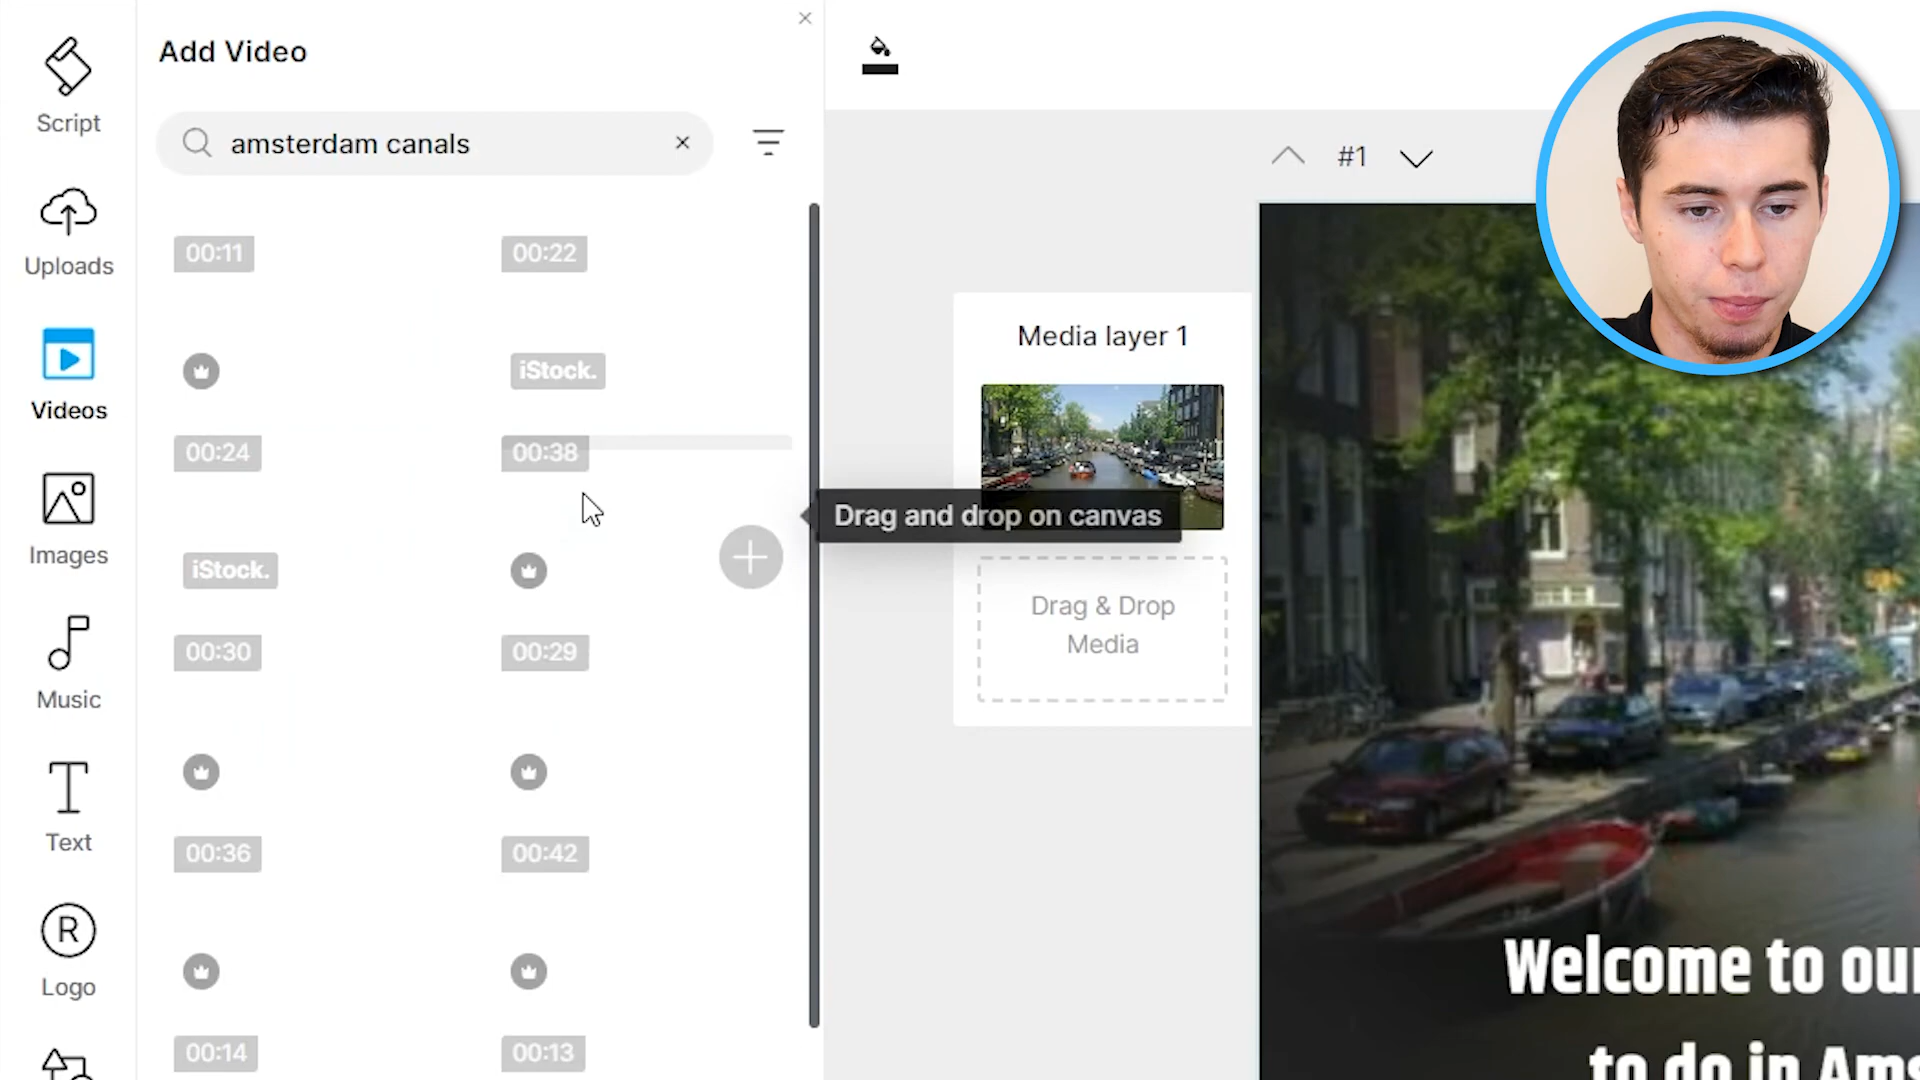 Add Video
amsterdam canals
Script
Uploads
Videos
Images
Music
Text
R
Logo
00:11
00:22
iStock.
00:24
00:38
iStock.
00:30
00:29
00:36
00:42
00:14
00:13
Drag and drop on canvas
#1
Media layer 1
Drag & Drop
Media
Welcome to our
to do in Ams